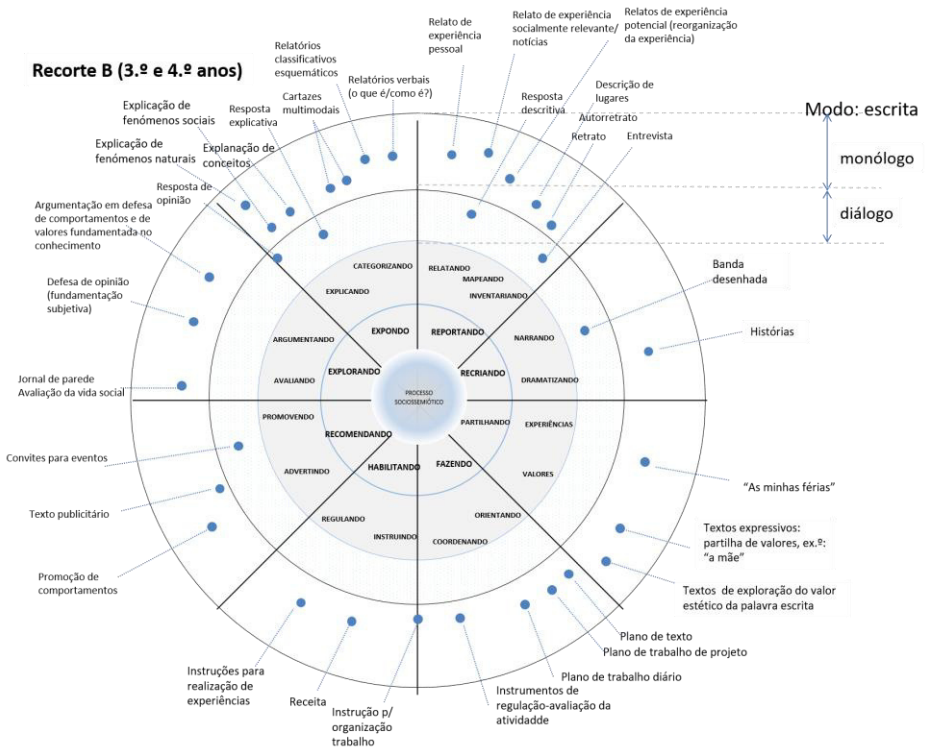 Recorte B (3.º e 4.º anos)
Modo: escrita
monólogo
diálogo
Relato de
experiência
pessoal
Relato de experiência
socialmente relevante/
notícias
Relatos de experiência
potencial (reorganização
da experiência)
Resposta
descritiva
Descrição de
lugares
Autorretrato
Retrato
Entrevista
Relatórios
classificativos
esquemáticos
Relatórios verbais
(o que é/como é?)
Cartazes
multimodais
Resposta
explicativa
Explicação de
fenómenos sociais
Explanação de
conceitos
Explicação de
fenómenos naturais
Resposta de
opinião
Argumentação em defesa
de comportamentos e de
valores fundamentada no
conhecimento
Defesa de opinião
(fundamentação
subjetiva)
Jornal de parede
Avaliação da vida social
Convites para eventos
Texto publicitário
Promoção de
comportamentos
Instruções para
realização de
experiências
Receita
Instrução p/
organização
trabalho
Instrumentos de
regulação-avaliação da
atividadde
Plano de trabalho diário
Plano de trabalho de projeto
Plano de texto
Textos de exploração do valor
estético da palavra escrita
Textos expressivos:
partilha de valores, ex.º:
“a mãe”
“As minhas férias”
Histórias
Banda
desenhada
CATEGORIZANDO
EXPLICANDO
RELATANDO
MAPEANDO
INVENTARIANDO
NARRANDO
DRAMATIZANDO
EXPERIÊNCIAS
VALORES
ORIENTANDO
COORDENANDO
INSTRUINDO
REGULANDO
ADVERTINDO
PROMOVENDO
AVALIANDO
ARGUMENTANDO
EXPONDO
REPORTANDO
RECRIANDO
PARTILHANDO
FAZENDO
HABILITANDO
RECOMENDANDO
EXPLORANDO
PROCESSO
SOCIOSSEMIÓTICO